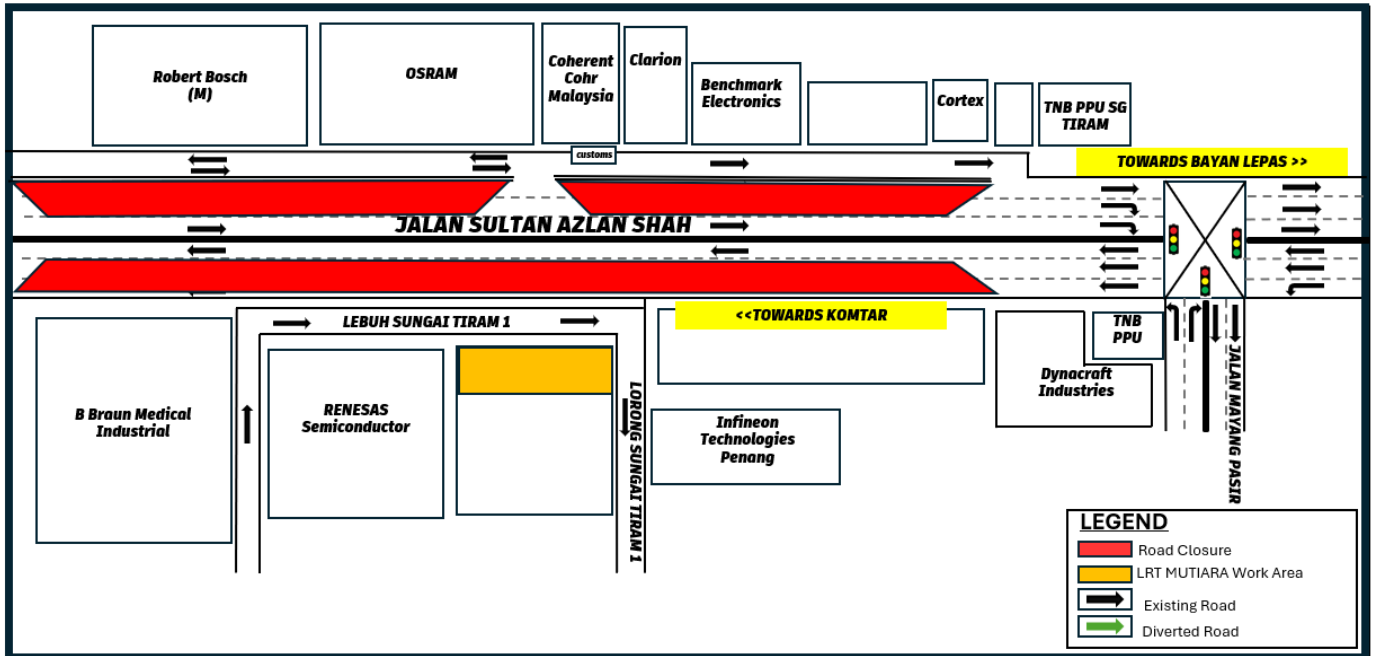 Robert Bosch
(M)
OSRAM
Coherent
Cohr
Malaysia
Clarion
Benchmark
Electronics
Cortex
TNB PPU SG
TIRAM
customs
TOWARDS BAYAN LEPAS >>
JALAN SULTAN AZLAN SHAH
<<TOWARDS KOMTAR
LEBUH SUNGAI TIRAM 1
B Braun Medical
Industrial
RENESAS
Semiconductor
LORONG SUNGAI TIRAM 1
Infineon
Technologies
Penang
Dynacraft
Industries
TNB
PPU
JALAN MAYANG PASIR
LEGEND
Road Closure
LRT MUTIARA Work Area
Existing Road
Diverted Road